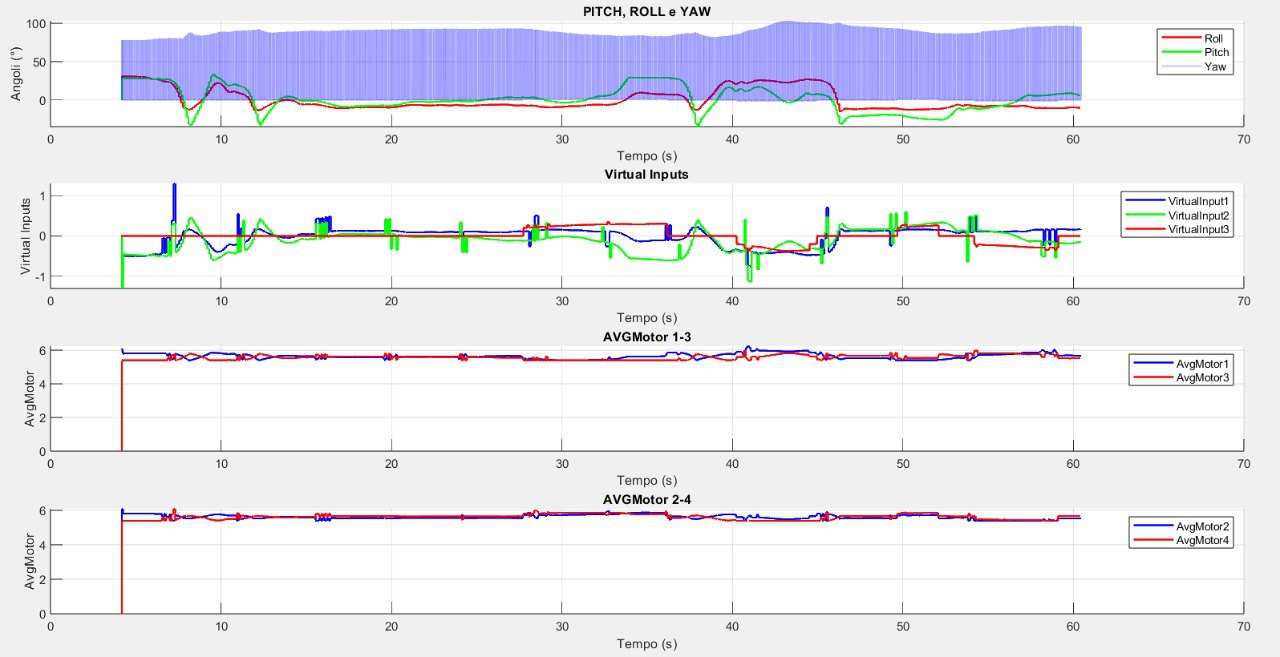 PITCH, ROLL e YAW
Angoli (°)
100
50
0
Roll
Pitch
Yaw
0 10 20 30 40 50 60 70
Tempo (s)
Virtual Inputs
Virtual Inputs
1
0
-1
VirtualInput1
VirtualInput2
VirtualInput3
0 10 20 30 40 50 60 70
Tempo (s)
AVGMotor 1-3
AvgMotor
6
4
2
0
AvgMotor1
AvgMotor3
0 10 20 30 40 50 60 70
Tempo (s)
AVGMotor 2-4
AvgMotor
6
4
2
0
AvgMotor2
AvgMotor4
0 10 20 30 40 50 60 70
Tempo (s)